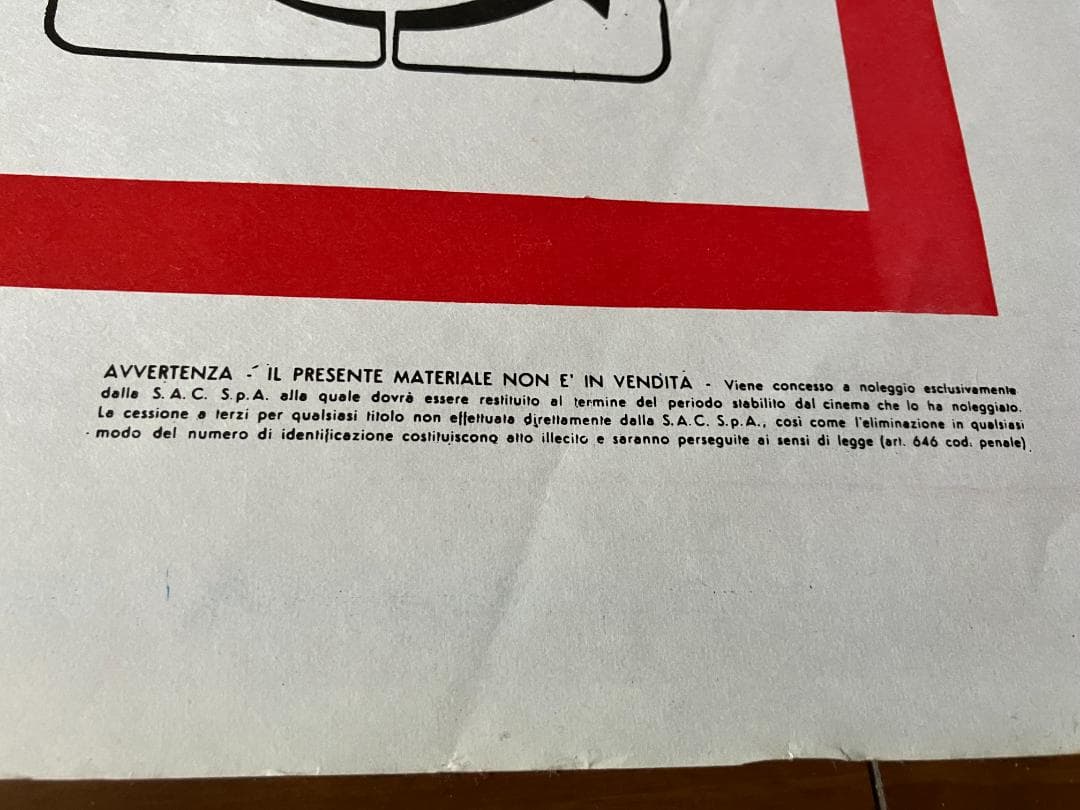 AVVERTENZA - IL PRESENTE MATERIALE NON E' IN VENDITA - Viene concesso a noleggio esclusivamente
dalla S. A. C. S.p.A. alla quale dovrà essere restituito al termine del periodo stabilito dal cinema che lo ha noleggiato.
La cessione a terzi per qualsiasi titolo non effettuata direttamente dalla S.A.C. S.p.A., così come l'eliminazione in qualsiasi
modo del numero di identificazione costituiscono atto illecito e saranno perseguite ai sensi di legge (art. 646 cod. penale).